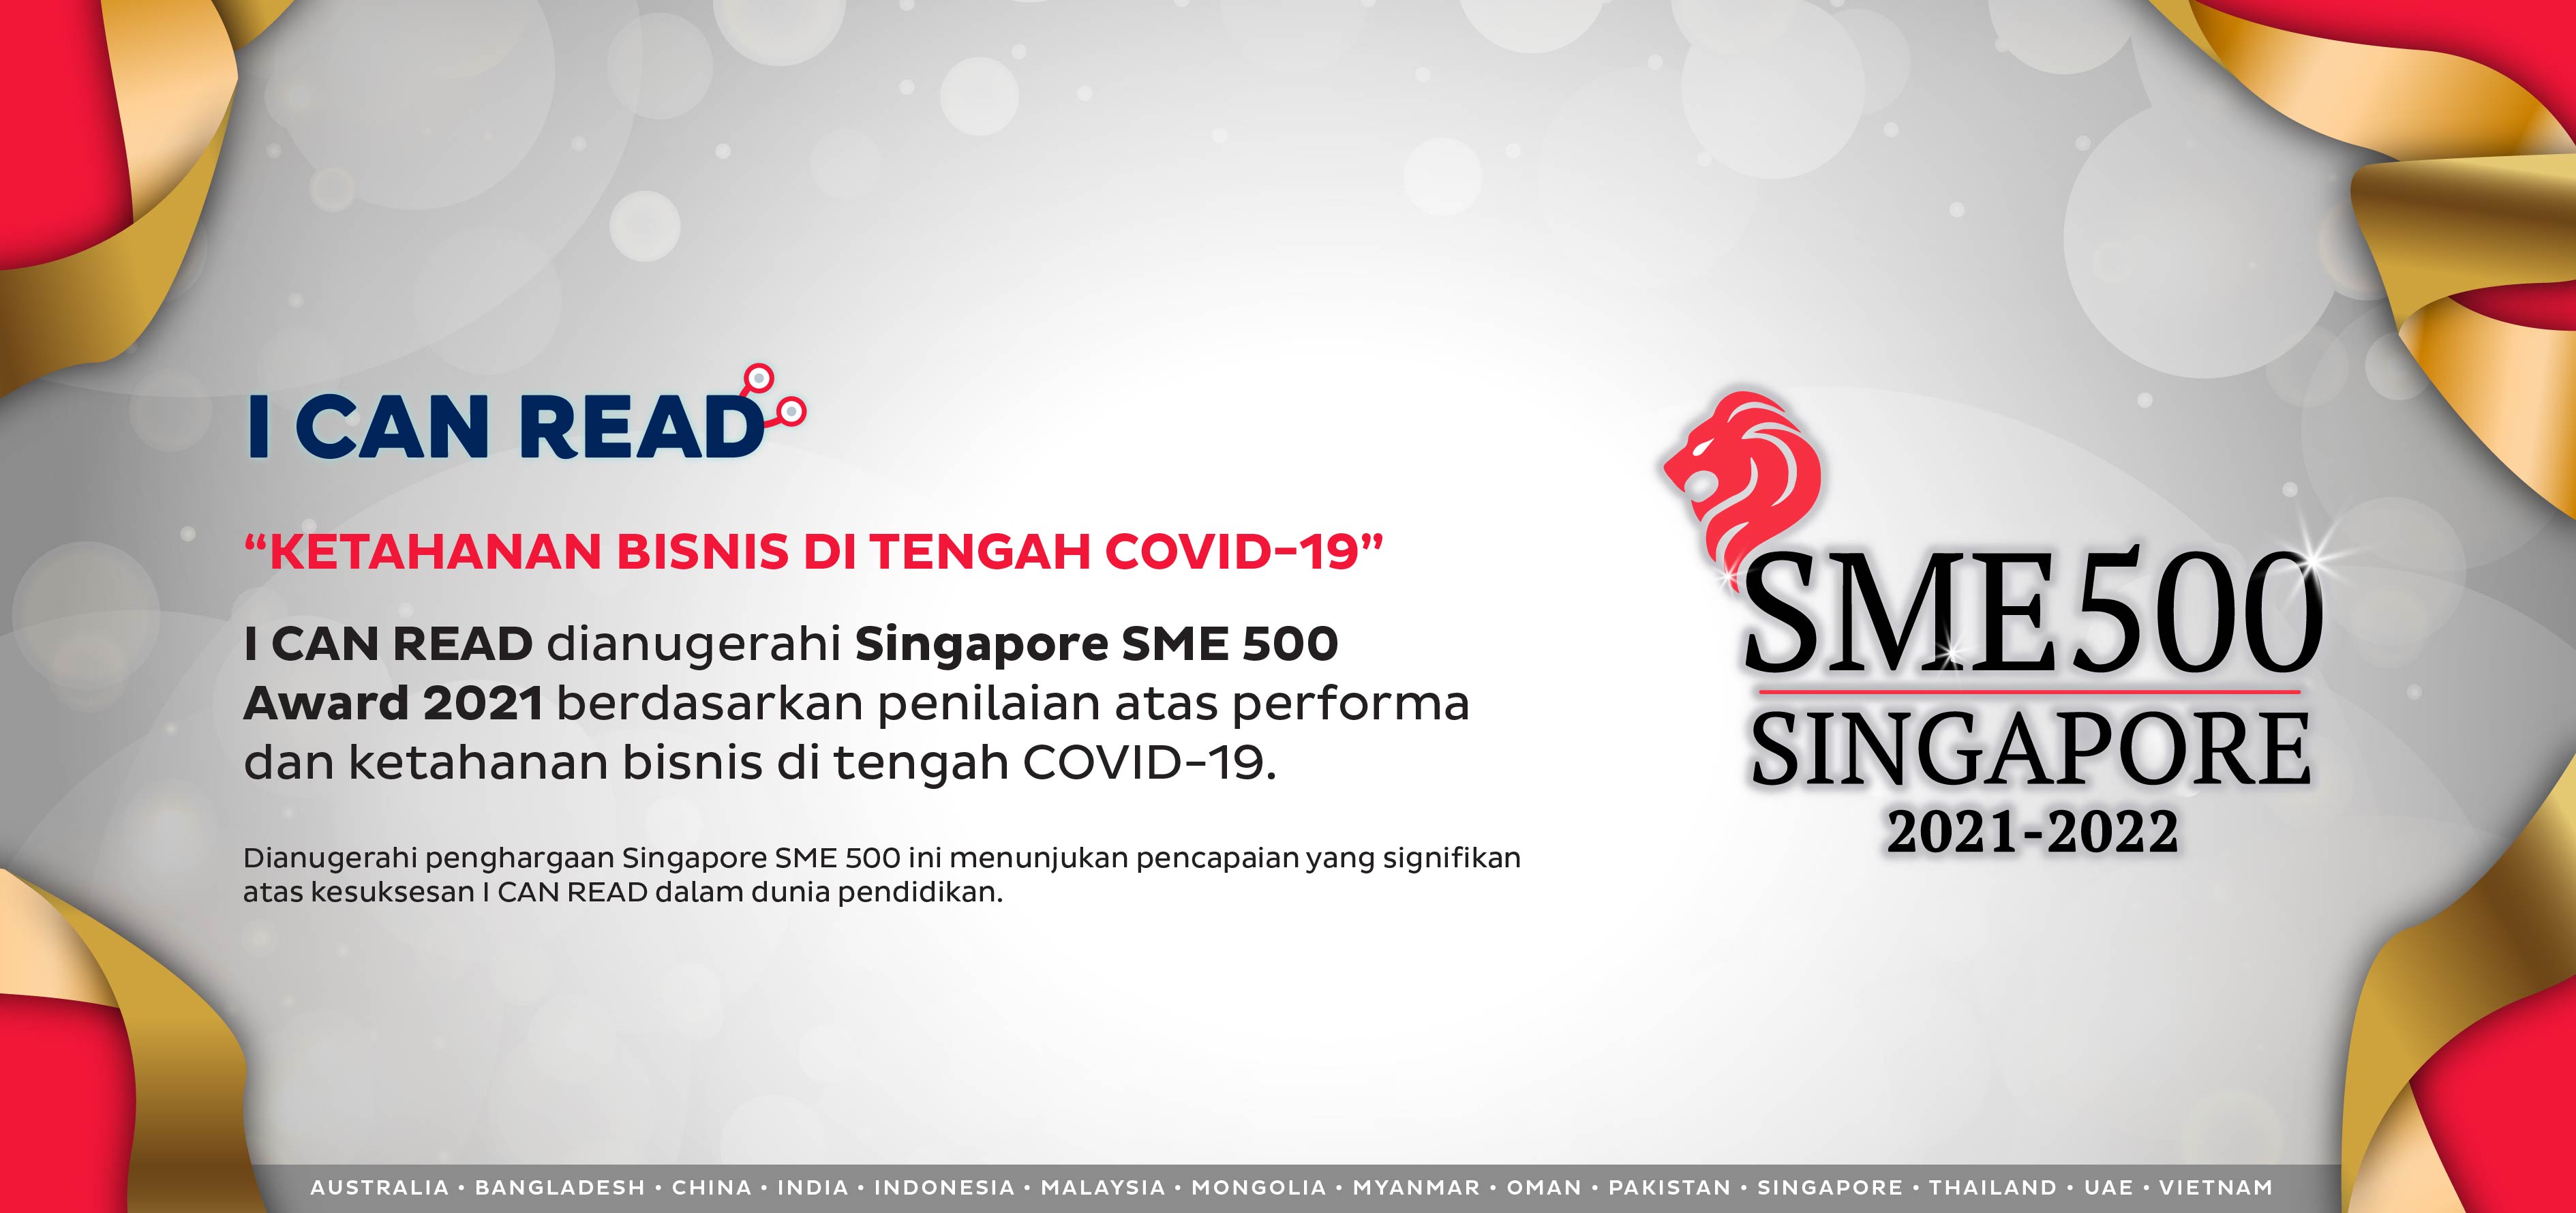 I CAN READ
“KETAHANAN BISNIS DI TENGAH COVID-19”
I CAN READ dianugerahi Singapore SME 500
Award 2021 berdasarkan penilaian atas performa
dan ketahanan bisnis di tengah COVID-19.
Dianugerahi penghargaan Singapore SME 500 ini menunjukan pencapaian yang signifikan
atas kesuksesan I CAN READ dalam dunia pendidikan.
SME500
SINGAPORE
2021-2022
AUSTRALIA • BANGLADESH • CHINA • INDIA • INDONESIA • MALAYSIA • MONGOLIA • MYANMAR • OMAN • PAKISTAN • SINGAPORE • THAILAND • UAE • VIETNAM